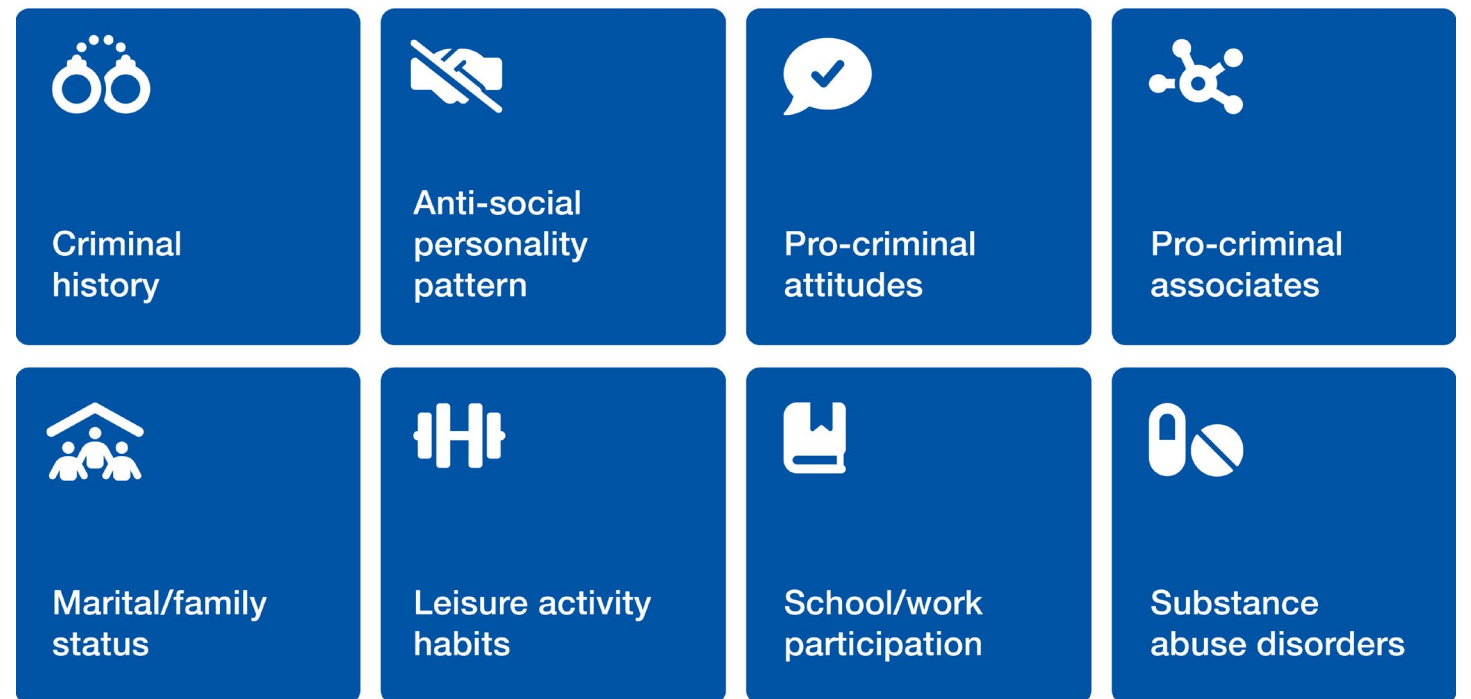 Criminal
history
Anti-social
personality
pattern
Pro-criminal
attitudes
Pro-criminal
associates
Marital/family
status
Leisure activity
habits
School/work
participation
Substance
abuse disorders